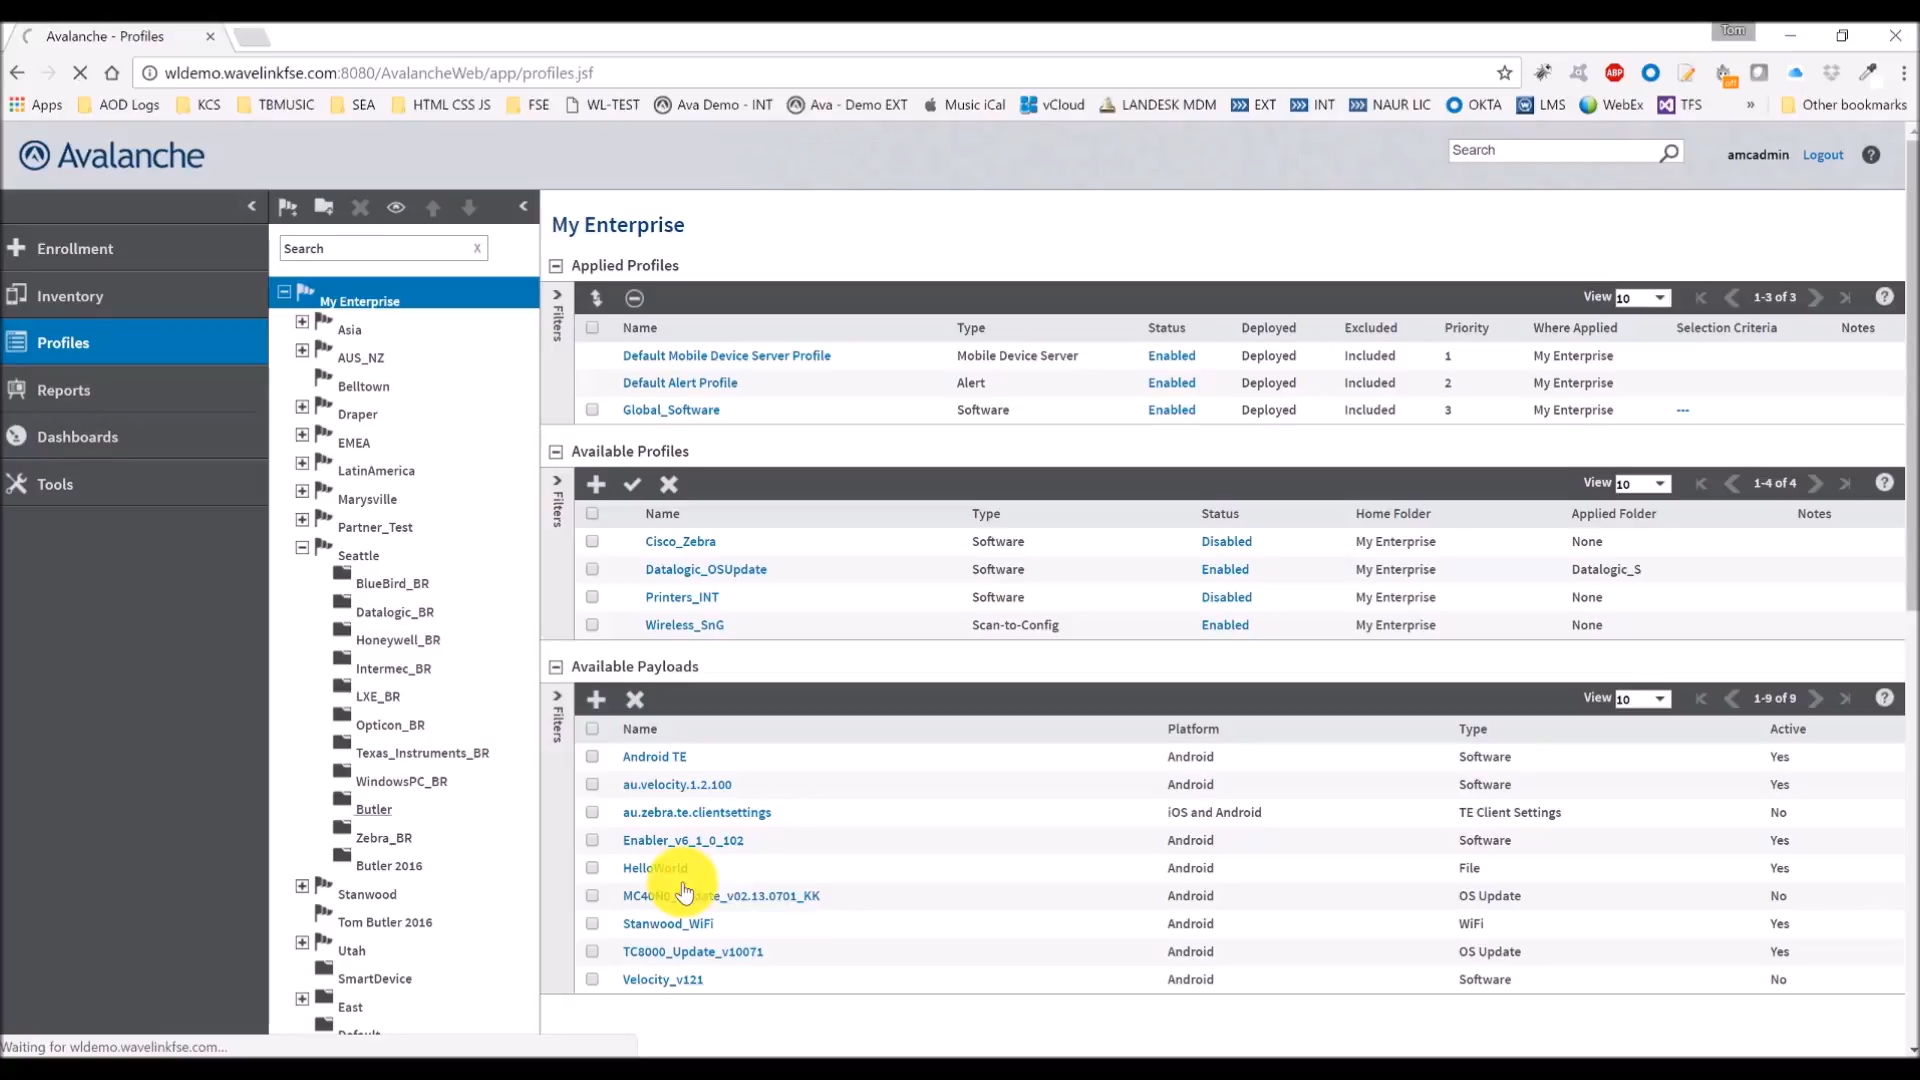 Avalanche - Profiles
Tom
wldemo.wavelinkfse.com:8080/AvalancheWeb/app/profiles.jsf
ABP
off
Apps AOD Logs KCS TBMUSIC SEA HTML CSS JS FSE WL-TEST Ava Demo - INT Ava - Demo EXT Music iCal vCloud LANDESK MDM EXT INT NAUR LIC OKTA LMS WebEx TFS » Other bookmarks
Avalanche
Search
amcadmin Logout ?
Enrollment
Inventory
Profiles
Reports
Dashboards
Tools
Search X
My Enterprise
Asia
AUS_NZ
Belltown
Draper
EMEA
LatinAmerica
Marysville
Partner_Test
Seattle
BlueBird_BR
Datalogic_BR
Honeywell_BR
Intermec_BR
LXE_BR
Opticon_BR
Texas_Instruments_BR
WindowsPC_BR
Butler
Zebra_BR
Butler 2016
Stanwood
Tom Butler 2016
Utah
SmartDevice
East
Default
My Enterprise
Applied Profiles
Filters
View 10 1-3 of 3 ?
Name Type Status Deployed Excluded Priority Where Applied Selection Criteria Notes
Default Mobile Device Server Profile Mobile Device Server Enabled Deployed Included 1 My Enterprise
Default Alert Profile Alert Enabled Deployed Included 2 My Enterprise
Global_Software Software Enabled Deployed Included 3 My Enterprise ---
Available Profiles
Filters
View 10 1-4 of 4 ?
Name Type Status Home Folder Applied Folder Notes
Cisco_Zebra Software Disabled My Enterprise None
Datalogic_OSUpdate Software Enabled My Enterprise Datalogic_S
Printers_INT Software Disabled My Enterprise None
Wireless_SnG Scan-to-Config Enabled My Enterprise None
Available Payloads
Filters
View 10 1-9 of 9 ?
Name Platform Type Active
Android TE Android Software Yes
au.velocity.1.2.100 Android Software Yes
au.zebra.te.clientsettings iOS and Android TE Client Settings No
Enabler_v6_1_0_102 Android Software Yes
HelloWorld Android File Yes
MC40N0_Update_v02.13.0701_KK Android OS Update No
Stanwood_WiFi Android WiFi Yes
TC8000_Update_v10071 Android OS Update Yes
Velocity_v121 Android Software No
Waiting for wldemo.wavelinkfse.com...